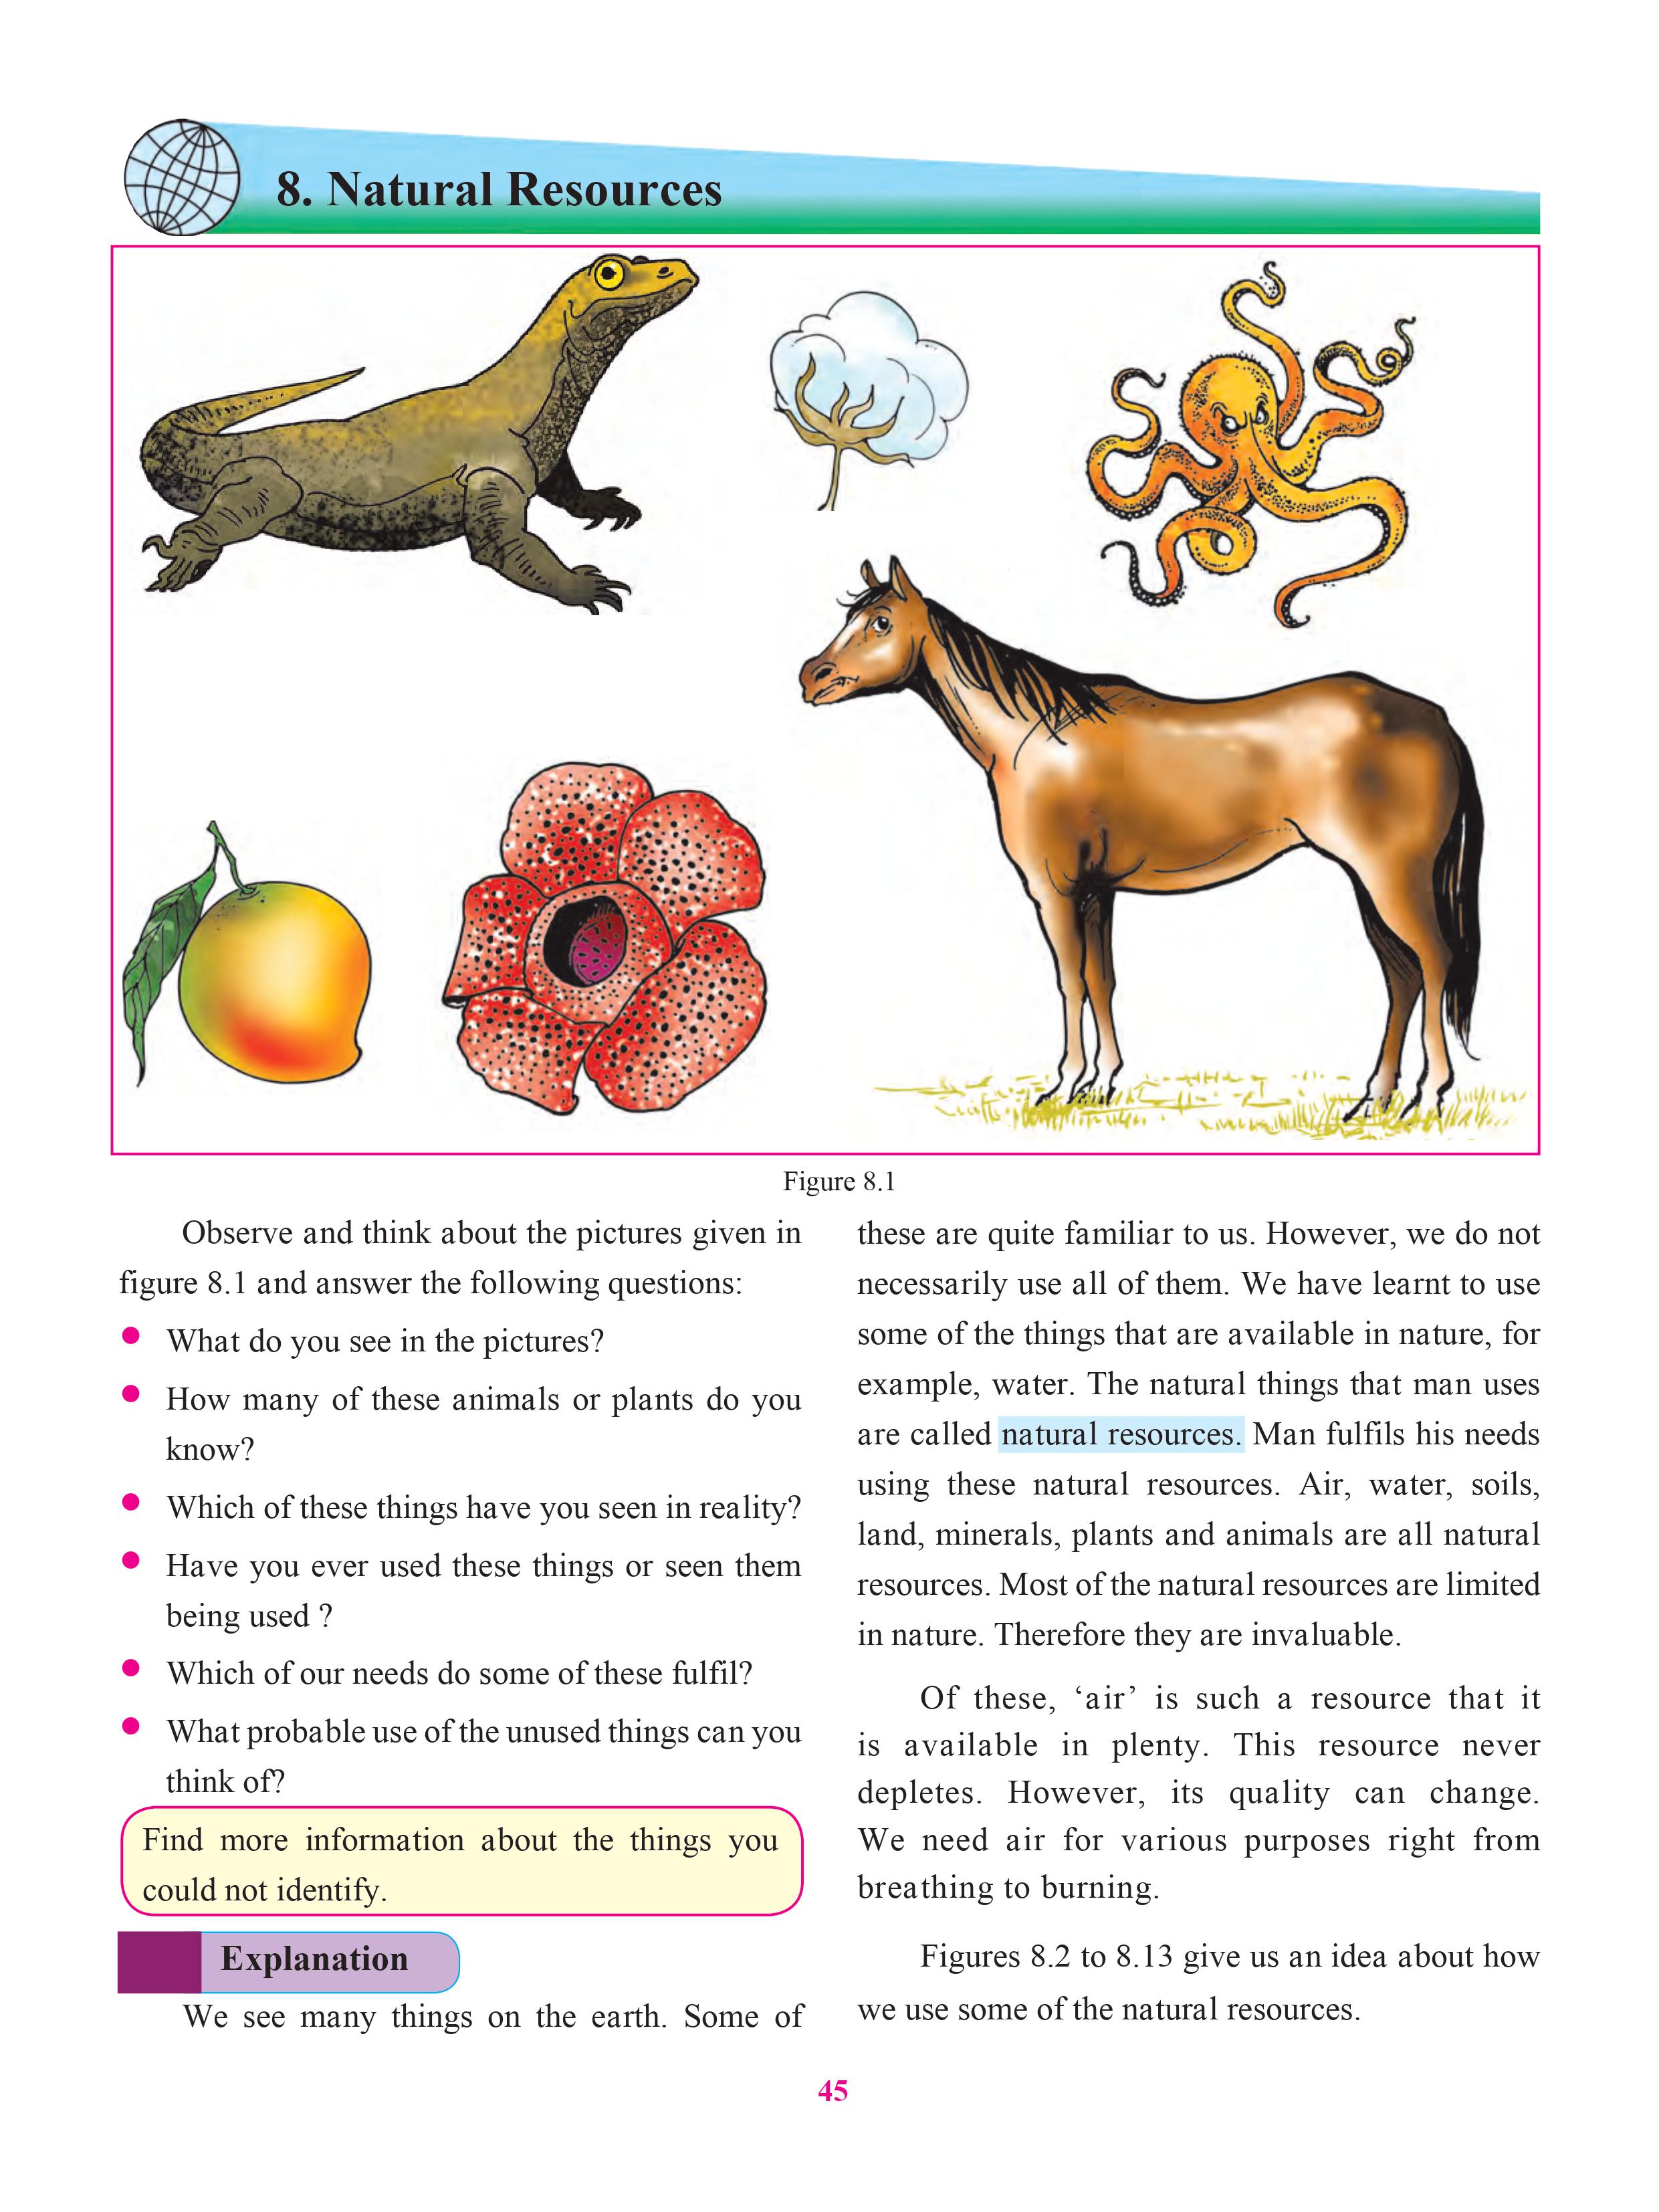 8. Natural Resources
Figure 8.1
Observe and think about the pictures given in
figure 8.1 and answer the following questions:
• What do you see in the pictures?
• How many of these animals or plants do you
know?
• Which of these things have you seen in reality?
• Have you ever used these things or seen them
being used ?
• Which of our needs do some of these fulfil?
• What probable use of the unused things can you
think of?
Find more information about the things you
could not identify.
Explanation
We see many things on the earth. Some of
these are quite familiar to us. However, we do not
necessarily use all of them. We have learnt to use
some of the things that are available in nature, for
example, water. The natural things that man uses
are called natural resources. Man fulfils his needs
using these natural resources. Air, water, soils,
land, minerals, plants and animals are all natural
resources. Most of the natural resources are limited
in nature. Therefore they are invaluable.
Of these, ‘air’ is such a resource that it
is available in plenty. This resource never
depletes. However, its quality can change.
We need air for various purposes right from
breathing to burning.
Figures 8.2 to 8.13 give us an idea about how
we use some of the natural resources.
45